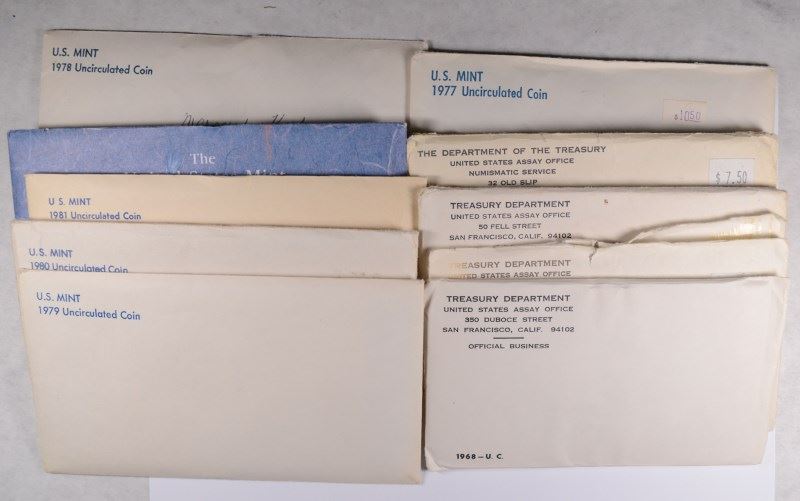 U.S. MINT
1978 Uncirculated Coin
The
U.S. MINT
1981 Uncirculated Coin
U.S. MINT
1980 Uncirculated Coin
U.S. MINT
1979 Uncirculated Coin
U.S. MINT
1977 Uncirculated Coin
$10.50
THE DEPARTMENT OF THE TREASURY
UNITED STATES ASSAY OFFICE
NUMISMATIC SERVICE
32 OLD SLIP
$7.50
TREASURY DEPARTMENT
UNITED STATES ASSAY OFFICE
50 FELL STREET
SAN FRANCISCO, CALIF. 94102
TREASURY DEPARTMENT
UNITED STATES ASSAY OFFICE
TREASURY DEPARTMENT
UNITED STATES ASSAY OFFICE
350 DUBOCE STREET
SAN FRANCISCO, CALIF. 94102
OFFICIAL BUSINESS
1968-U. C.